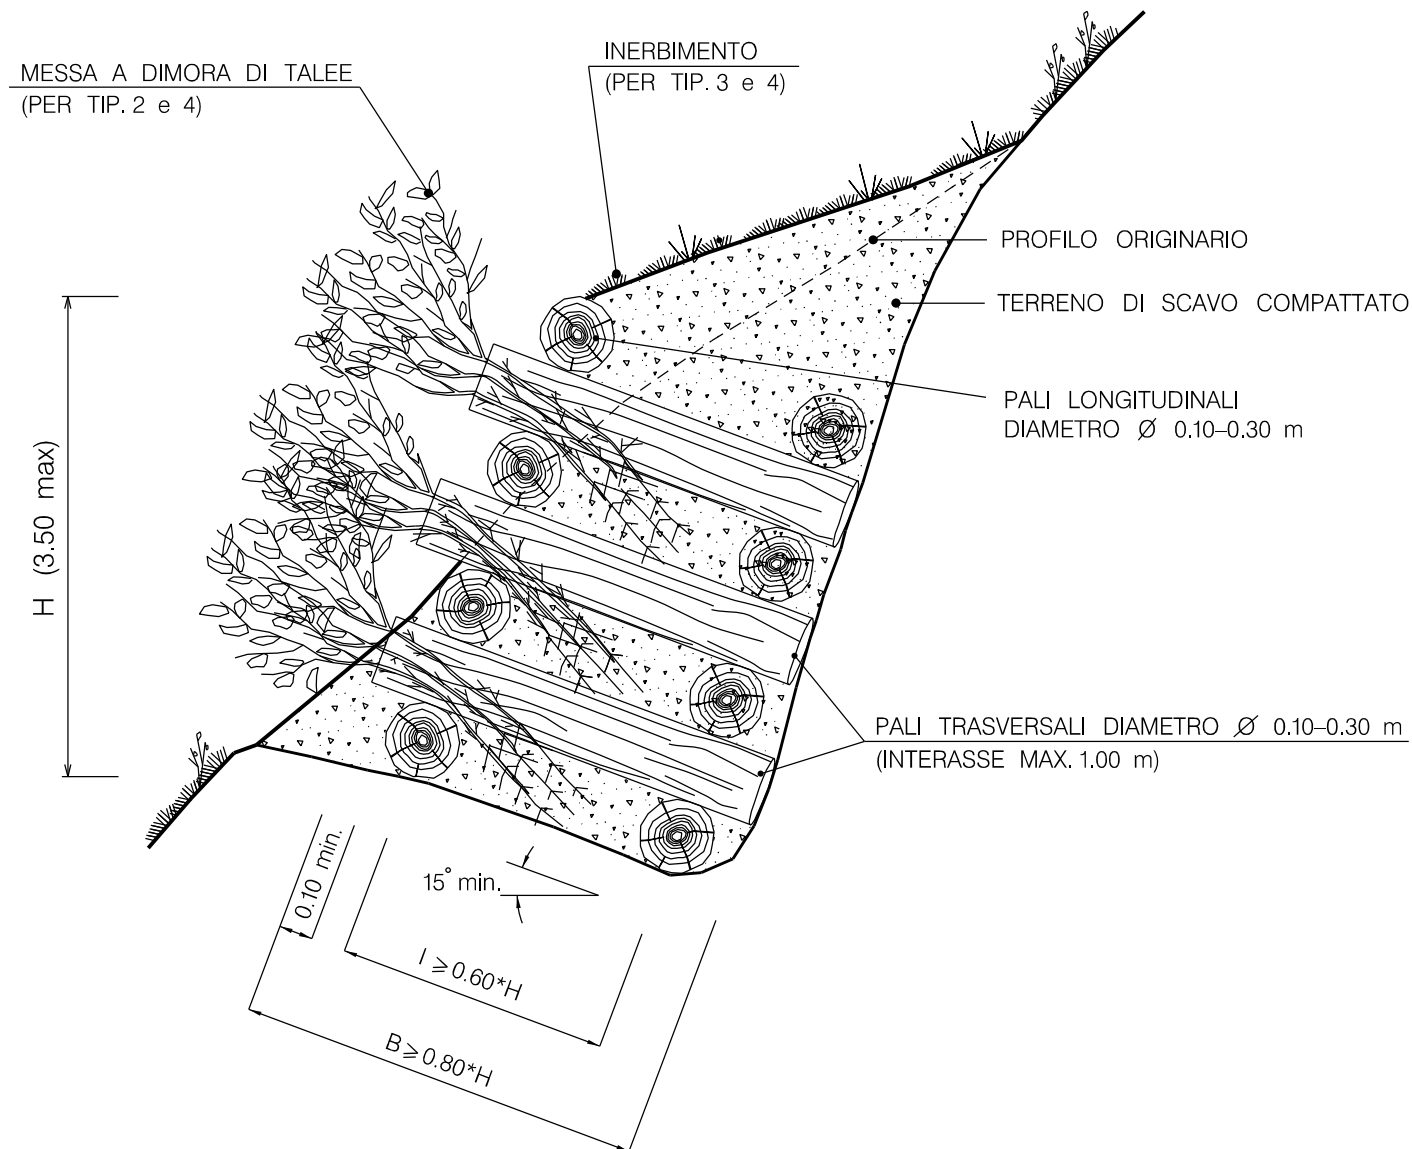 INERBIMENTO
(PER TIP. 3 e 4)
MESSA A DIMORA DI TALEE
(PER TIP. 2 e 4)
PROFILO ORIGINARIO
TERRENO DI SCAVO COMPATTATO
PALI LONGITUDINALI
DIAMETRO Ø 0.10–0.30 m
H (3.50 max)
PALI TRASVERSALI DIAMETRO Ø 0.10–0.30 m
(INTERASSE MAX. 1.00 m)
0.10 min.
15° min.
I ⩾ 0.60*H
B ⩾ 0.80*H